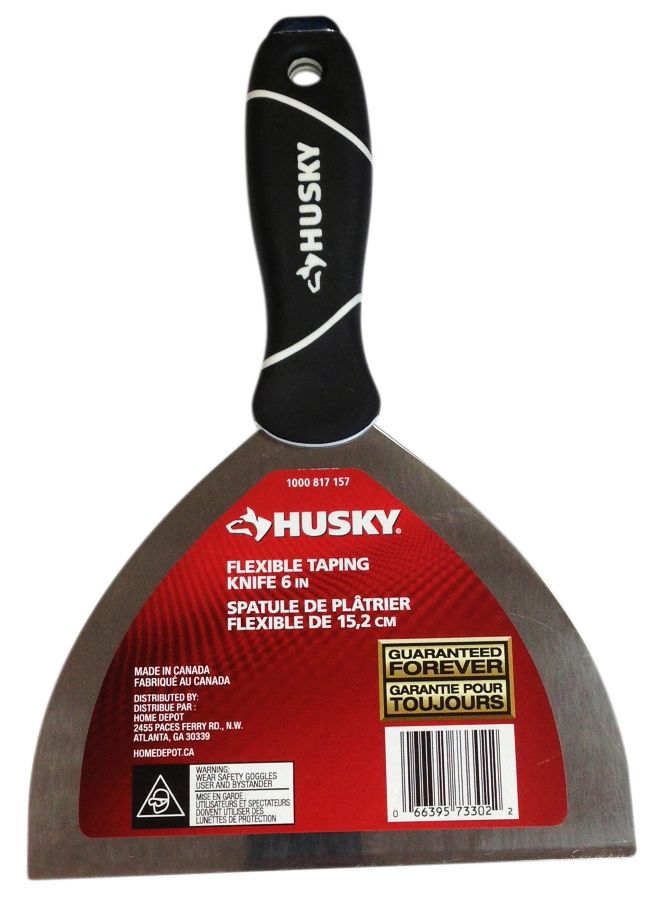 HUSKY
1000 817 157
HUSKY®
FLEXIBLE TAPING
KNIFE 6 IN
SPATULE DE PLÂTRIER
FLEXIBLE DE 15,2 CM
GUARANTEED
FOREVER
GARANTIE POUR
TOUJOURS
MADE IN CANADA
FABRIQUÉ AU CANADA
DISTRIBUTED BY:
DISTRIBUE PAR :
HOME DEPOT
2455 PACES FERRY RD., N.W.
ATLANTA, GA 30339
HOMEDEPOT.CA
WARNING:
WEAR SAFETY GOGGLES
USER AND BYSTANDER
MISE EN GARDE :
UTILISATEURS ET SPECTATEURS
DOIVENT UTILISER DES
LUNETTES DE PROTECTION
0 66395 73302 2